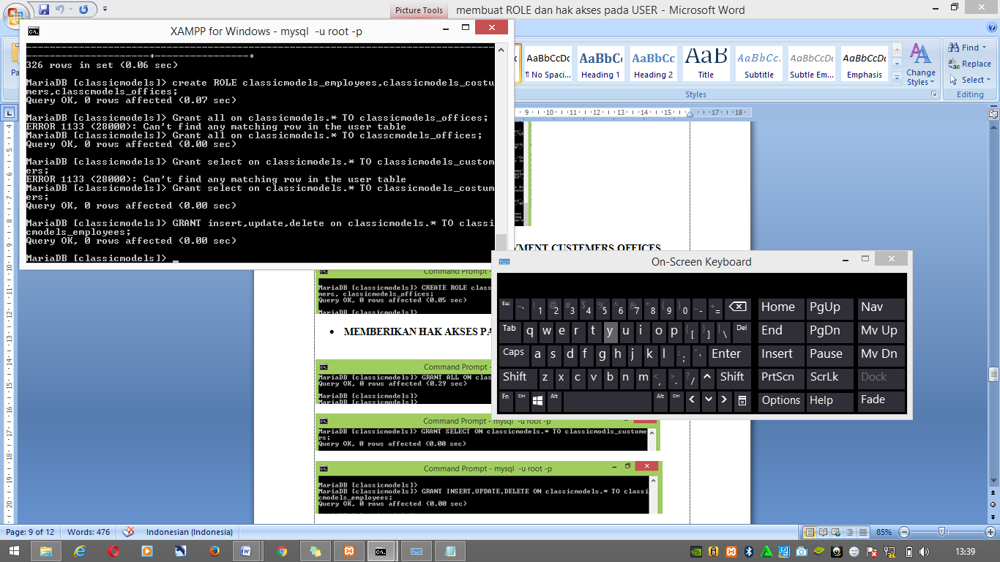 Picture Tools
membuat ROLE dan hak akses pada USER - Microsoft Word
XAMPP for Windows - mysql  -u root -p
326 rows in set (0.06 sec)
MariaDB [classicmodels]> create ROLE classicmodels_employees,classicmodels_costu
mers,classcmodels_offices;
Query OK, 0 rows affected (0.07 sec)
MariaDB [classicmodels]> Grant all on classicmodels.* TO classicmodels_offices;
ERROR 1133 (28000): Can't find any matching row in the user table
MariaDB [classicmodels]> Grant all on classicmodels.* TO classcmodels_offices;
Query OK, 0 rows affected (0.00 sec)
MariaDB [classicmodels]> Grant select on classicmodels.* TO classicmodels_custom
ers;
ERROR 1133 (28000): Can't find any matching row in the user table
MariaDB [classicmodels]> Grant select on classicmodels.* TO classicmodels_costum
ers;
Query OK, 0 rows affected (0.00 sec)
MariaDB [classicmodels]> GRANT insert,update,delete on classicmodels.* TO classi
cmodels_employees;
Query OK, 0 rows affected (0.00 sec)
MariaDB [classicmodels]>
AaBbCcDc AaBbC AaBbCc AaB AaBbCc. AaBbCcDc AaBbCcDc
¶ No Spaci... Heading 1 Heading 2 Title Subtitle Subtle Em... Emphasis
Change
Styles
Styles
Find
Replace
Select
Editing
9 10 11 12 13 14 15 17 18
YMENT CUSTEMERS OFFICES
Command Prompt -
MariaDB [classicmodels]> CREATE ROLE class
mers, classicmodels_offices;
Query OK, 0 rows affected (0.05 sec)
• MEMBERIKAN HAK AKSES PA
Command Prompt -
MariaDB [classicmodels]> GRANT ALL ON clas
Query OK, 0 rows affected (0.29 sec)
MariaDB [classicmodels]>
MariaDB [classicmodels]>
Command Prompt - mysql  -u root -p
MariaDB [classicmodels]> GRANT SELECT ON classicmodels.* TO classicmodls_custome
rs;
Query OK, 0 rows affected (0.00 sec)
Command Prompt - mysql  -u root -p
MariaDB [classicmodels]>
MariaDB [classicmodels]> GRANT INSERT,UPDATE,DELETE ON classicmodels.* TO classi
cmodels_employees;
Query OK, 0 rows affected (0.00 sec)
On-Screen Keyboard
Esc ~ ` ! 1 @ 2 # 3 $ 4 % 5 ^ 6 & 7 * 8 ( 9 ) 0 _ - + = Home PgUp Nav
Tab q w e r t y u i o p { [ } ] | \ Del End PgDn Mv Up
Caps a s d f g h j k l : ; " ' Enter Insert Pause Mv Dn
Shift z x c v b n m < , > . ? / Shift PrtScn ScrLk Dock
Fn Ctrl Alt Alt Ctrl Options Help Fade
Page: 9 of 12 Words: 476 Indonesian (Indonesia) 85%
13:39